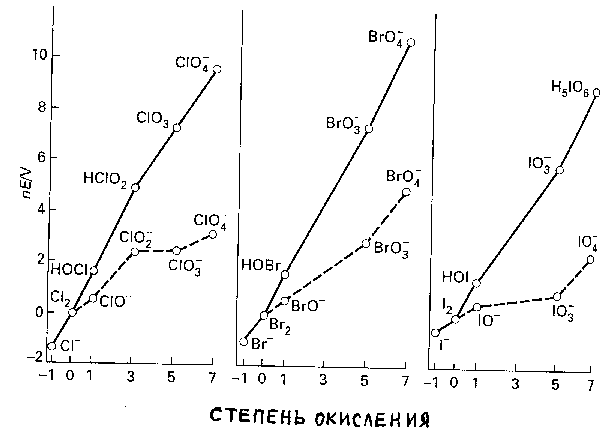 nE/V
10
8
6
4
2
0
−2
ClO₄⁻
ClO₃⁻
HClO₂
HOCl
Cl₂
Cl⁻
ClO⁻
ClO₂⁻
ClO₃⁻
ClO₄⁻
−1 0 1 3 5 7
BrO₄⁻
BrO₃⁻
HOBr
Br₂
Br⁻
BrO⁻
BrO₃⁻
BrO₄⁻
−1 0 1 3 5 7
H₅IO₆
IO₃⁻
HOI
I₂
I⁻
IO⁻
IO₃⁻
IO₄⁻
−1 0 1 3 5 7
СТЕПЕНЬ ОКИСЛЕНИЯ